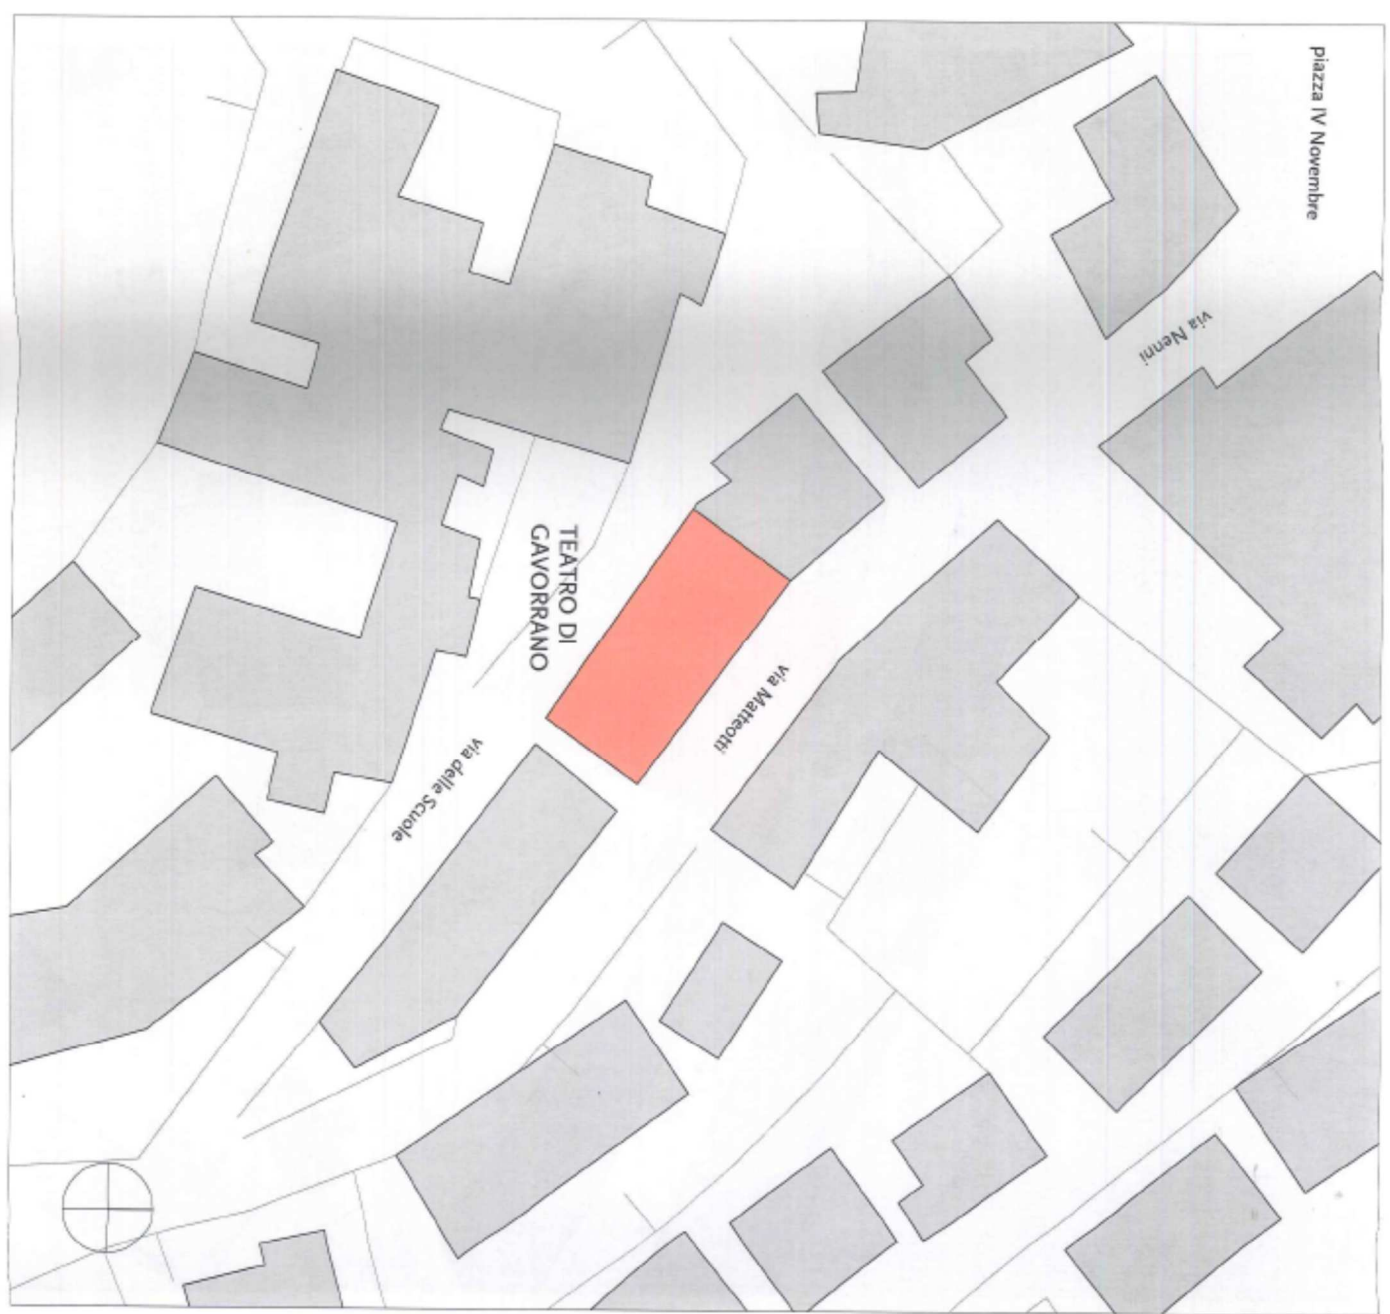 piazza IV Novembre
via Nenni
TEATRO DI
GAVORRANO
via Matteotti
via delle Scuole